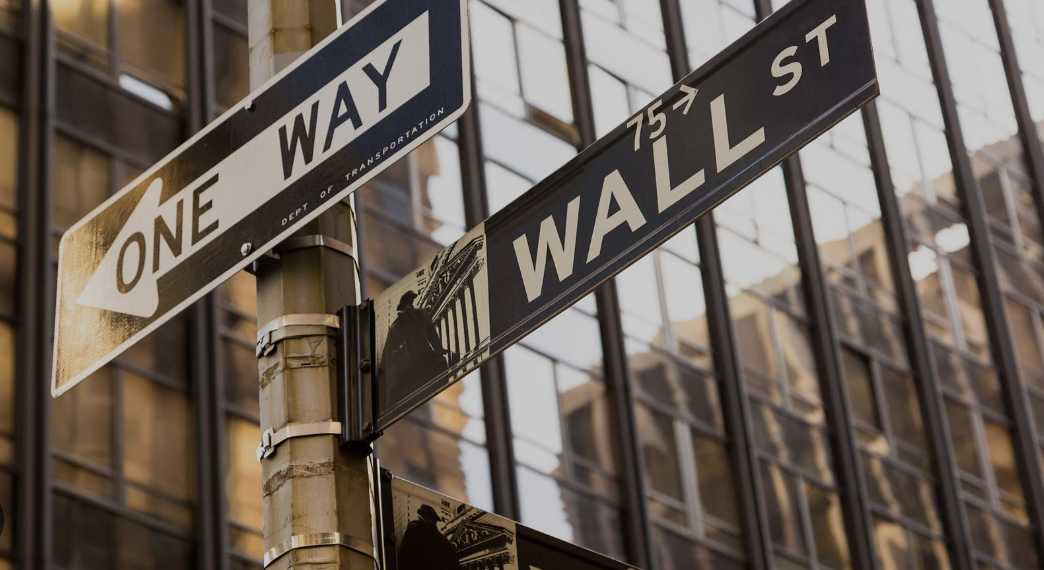 ONE WAY
DEPT OF TRANSPORTATION
75→
WALL ST